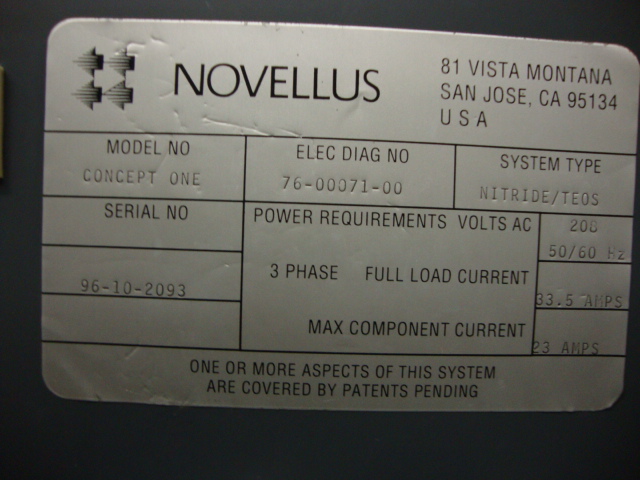 NOVELLUS
81 VISTA MONTANA
SAN JOSE, CA 95134
U S A
MODEL NO
CONCEPT ONE
ELEC DIAG NO
76-00071-00
SYSTEM TYPE
NITRIDE/TEOS
SERIAL NO
96-10-2093
POWER REQUIREMENTS VOLTS AC 208
50/60 Hz
3 PHASE FULL LOAD CURRENT
33.5 AMPS
MAX COMPONENT CURRENT
23 AMPS
ONE OR MORE ASPECTS OF THIS SYSTEM
ARE COVERED BY PATENTS PENDING